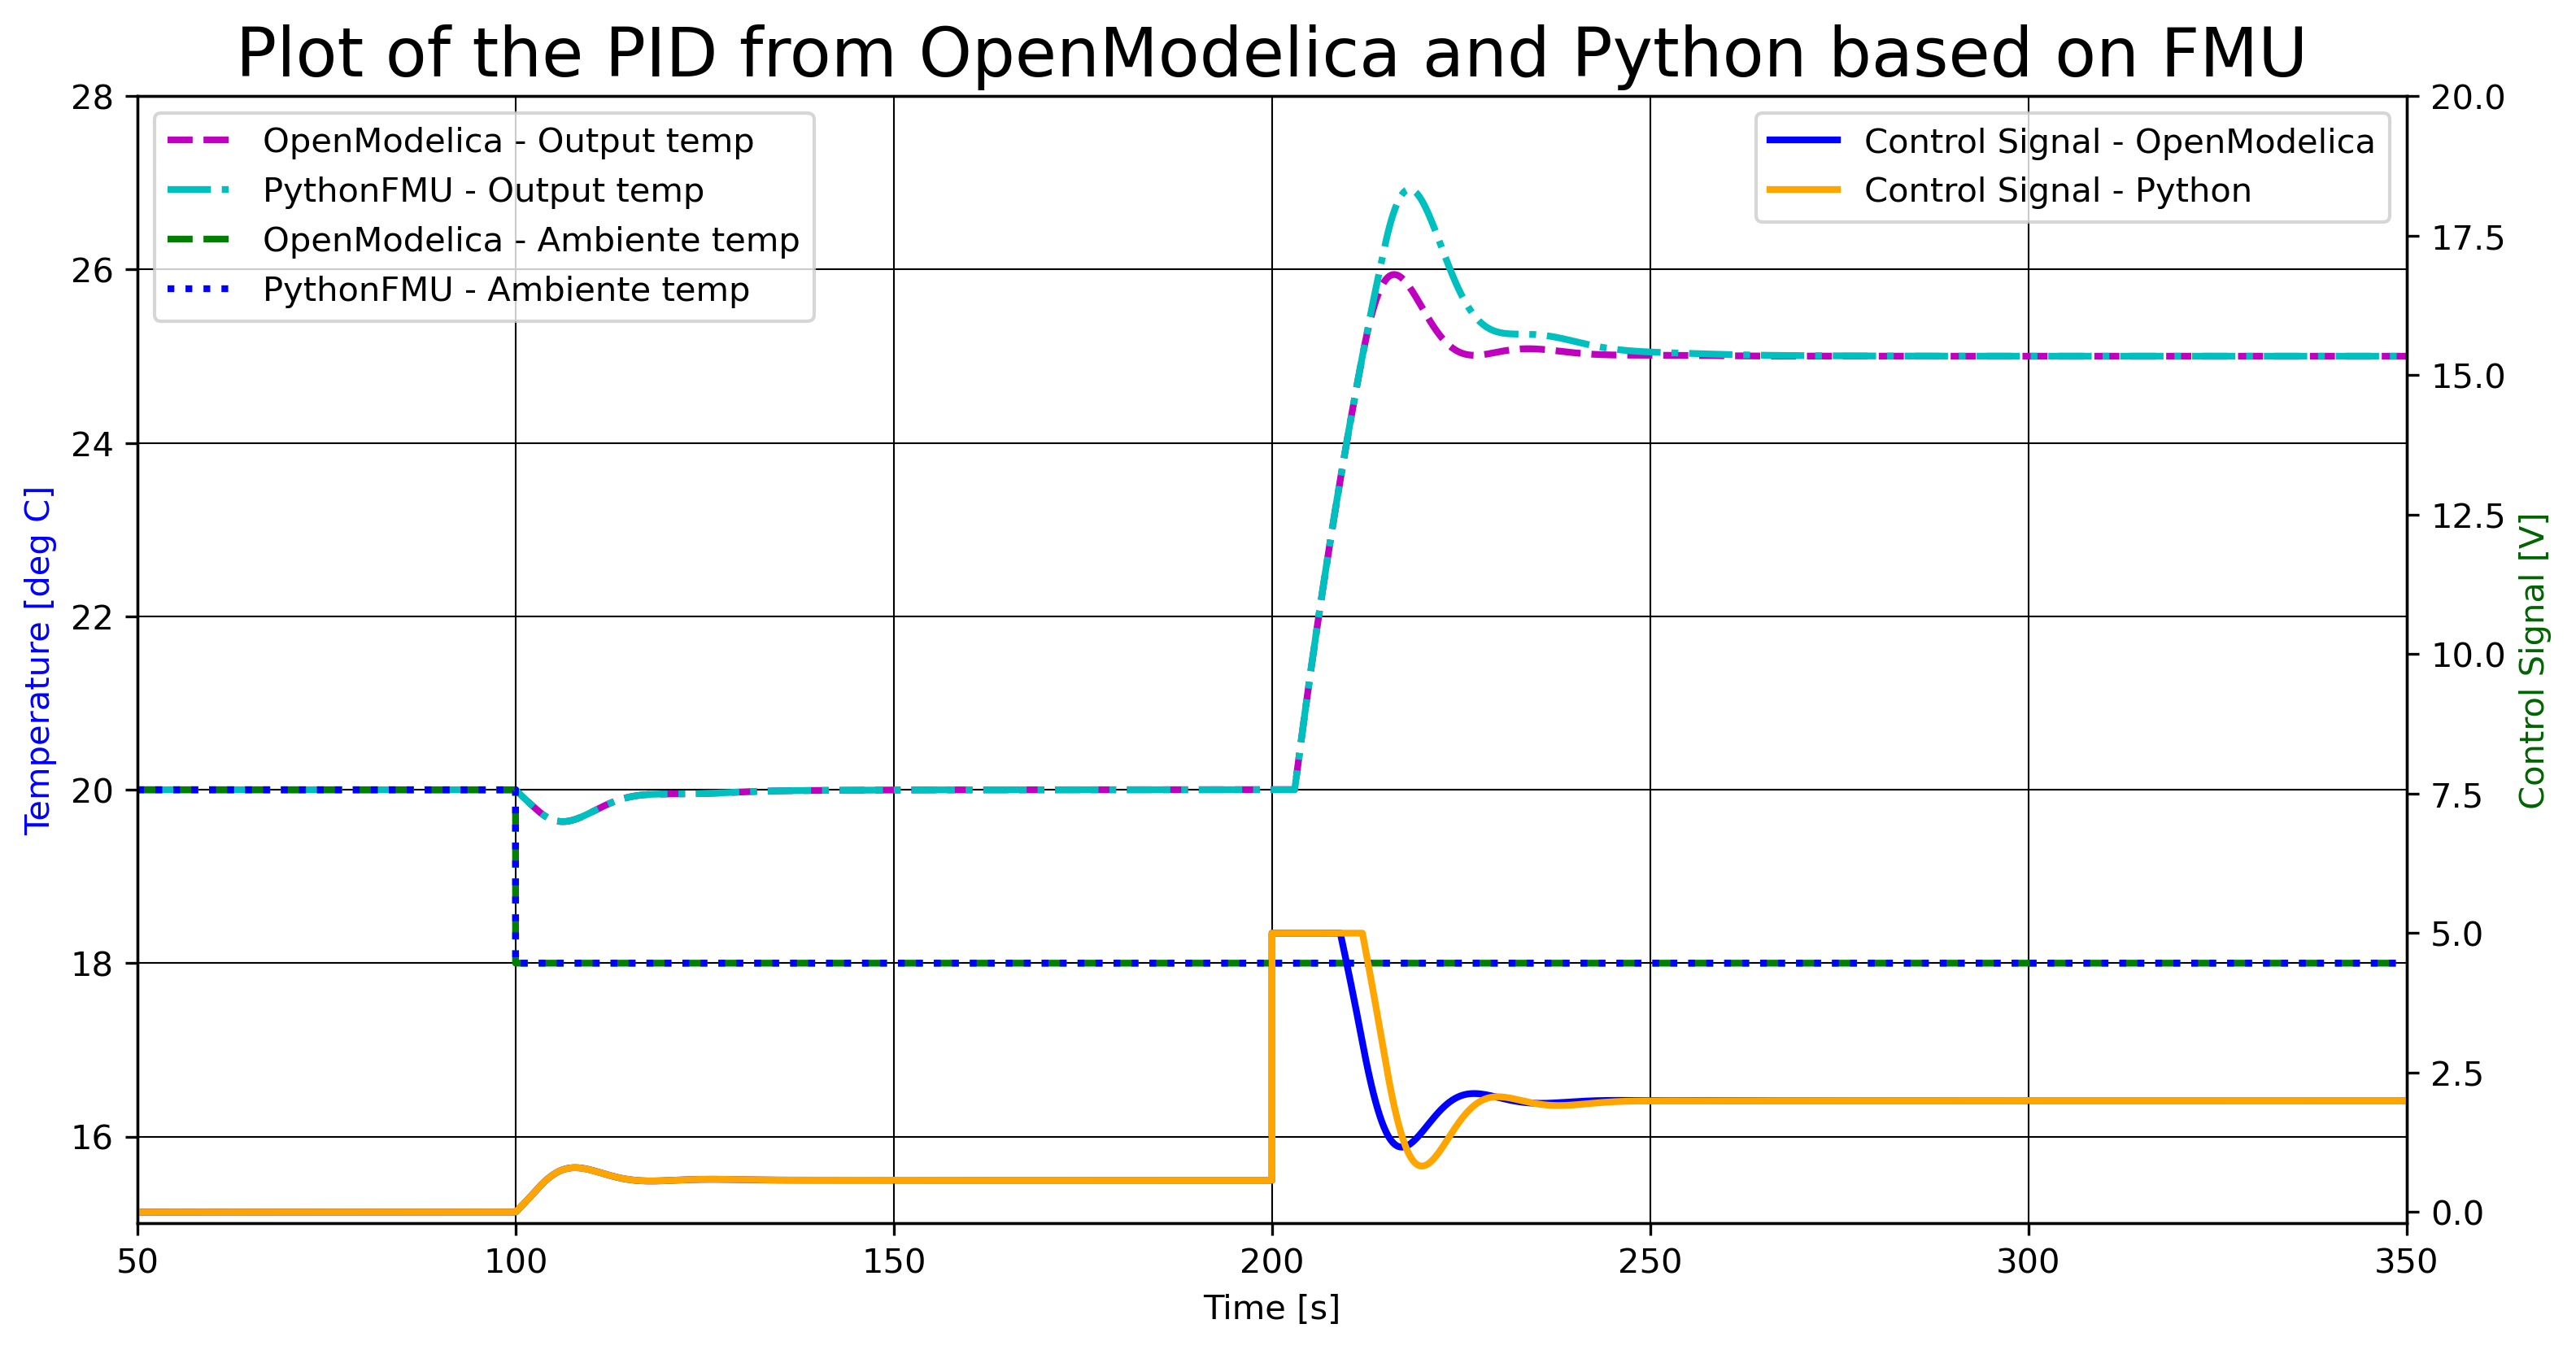 Plot of the PID from OpenModelica and Python based on FMU
OpenModelica - Output temp
PythonFMU - Output temp
OpenModelica - Ambiente temp
PythonFMU - Ambiente temp
Control Signal - OpenModelica
Control Signal - Python
Temperature [deg C]
28
26
24
22
20
18
16
20.0
17.5
15.0
12.5
10.0
7.5
5.0
2.5
0.0
Control Signal [V]
50 100 150 200 250 300 350
Time [s]